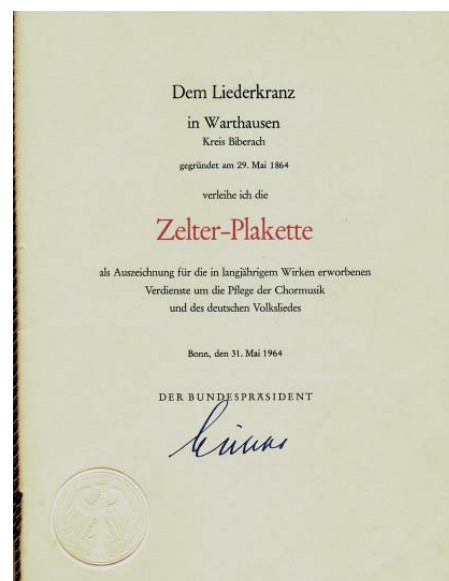 Dem Liederkranz
in Warthausen
Kreis Biberach
gegründet am 29. Mai 1864
verleihe ich die
Zelter-Plakette
als Auszeichnung für die in langjährigem Wirken erworbenen
Verdienste um die Pflege der Chormusik
und des deutschen Volksliedes
Bonn, den 31. Mai 1964
DER BUNDESPRÄSIDENT